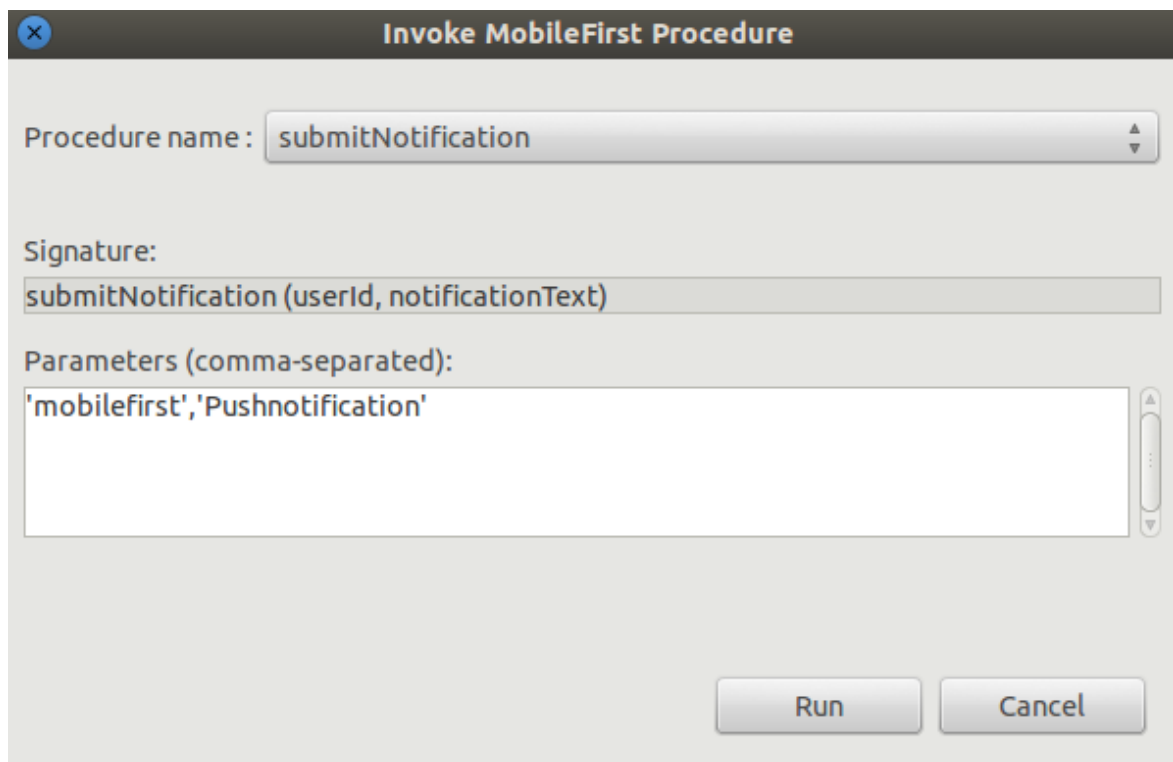 Invoke MobileFirst Procedure
Procedure name : submitNotification
Signature:
submitNotification (userId, notificationText)
Parameters (comma-separated):
'mobilefirst','Pushnotification'
Run Cancel